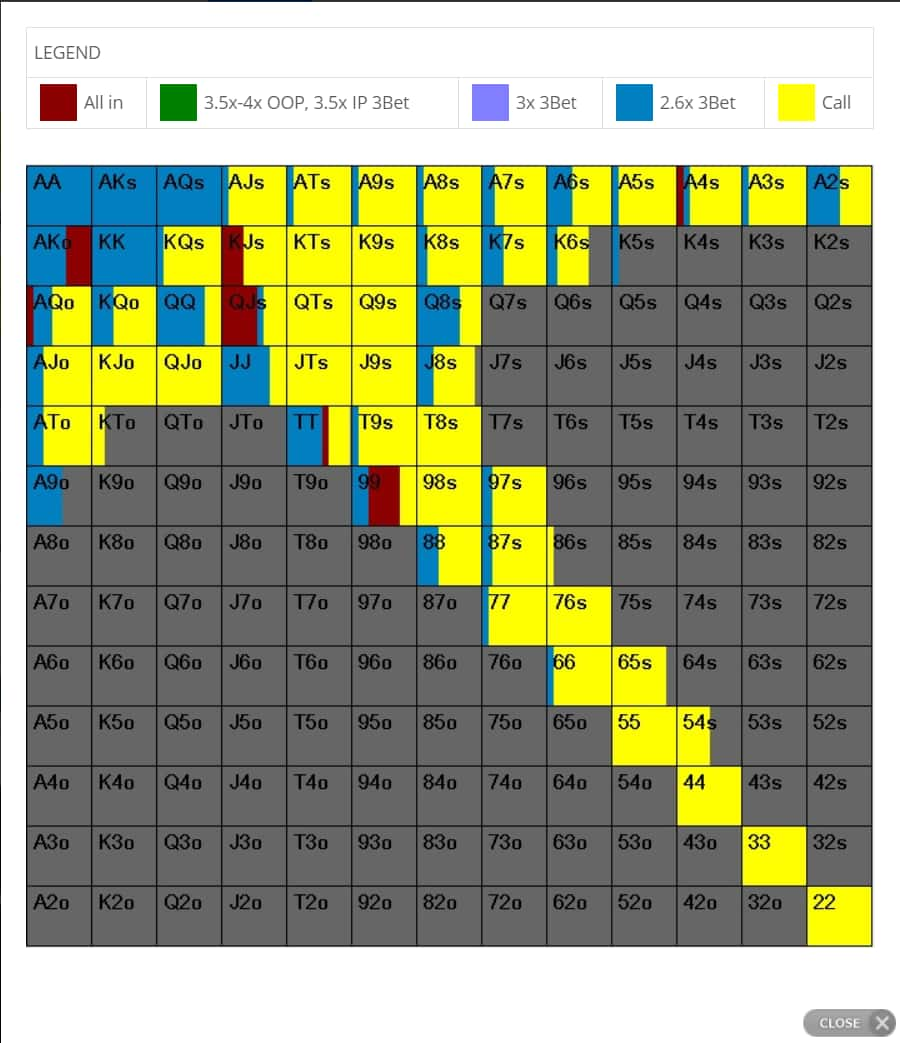 LEGEND
All in 3.5x-4x OOP, 3.5x IP 3Bet 3x 3Bet 2.6x 3Bet Call
AA AKs AQs AJs ATs A9s A8s A7s A6s A5s A4s A3s A2s
AKo KK KQs KJs KTs K9s K8s K7s K6s K5s K4s K3s K2s
AQo KQo QQ QJs QTs Q9s Q8s Q7s Q6s Q5s Q4s Q3s Q2s
AJo KJo QJo JJ JTs J9s J8s J7s J6s J5s J4s J3s J2s
ATo KTo QTo JTo TT T9s T8s T7s T6s T5s T4s T3s T2s
A9o K9o Q9o J9o T9o 99 98s 97s 96s 95s 94s 93s 92s
A8o K8o Q8o J8o T8o 98o 88 87s 86s 85s 84s 83s 82s
A7o K7o Q7o J7o T7o 97o 87o 77 76s 75s 74s 73s 72s
A6o K6o Q6o J6o T6o 96o 86o 76o 66 65s 64s 63s 62s
A5o K5o Q5o J5o T5o 95o 85o 75o 65o 55 54s 53s 52s
A4o K4o Q4o J4o T4o 94o 84o 74o 64o 54o 44 43s 42s
A3o K3o Q3o J3o T3o 93o 83o 73o 63o 53o 43o 33 32s
A2o K2o Q2o J2o T2o 92o 82o 72o 62o 52o 42o 32o 22
CLOSE